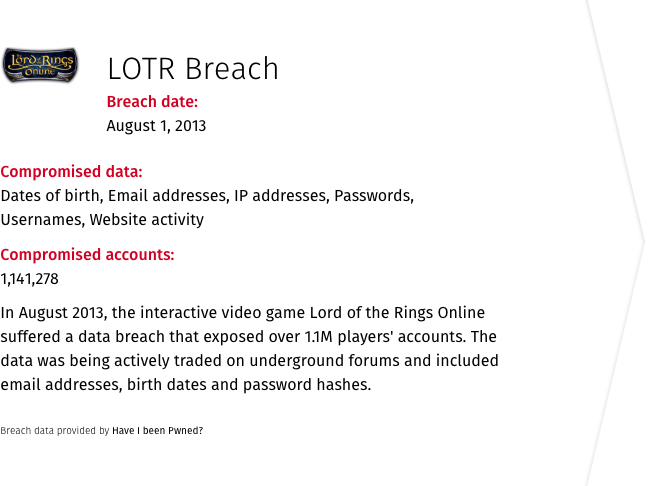 The Lord of the Rings
Online
LOTR Breach
Breach date:
August 1, 2013
Compromised data:
Dates of birth, Email addresses, IP addresses, Passwords,
Usernames, Website activity
Compromised accounts:
1,141,278
In August 2013, the interactive video game Lord of the Rings Online
suffered a data breach that exposed over 1.1M players' accounts. The
data was being actively traded on underground forums and included
email addresses, birth dates and password hashes.
Breach data provided by Have I been Pwned?